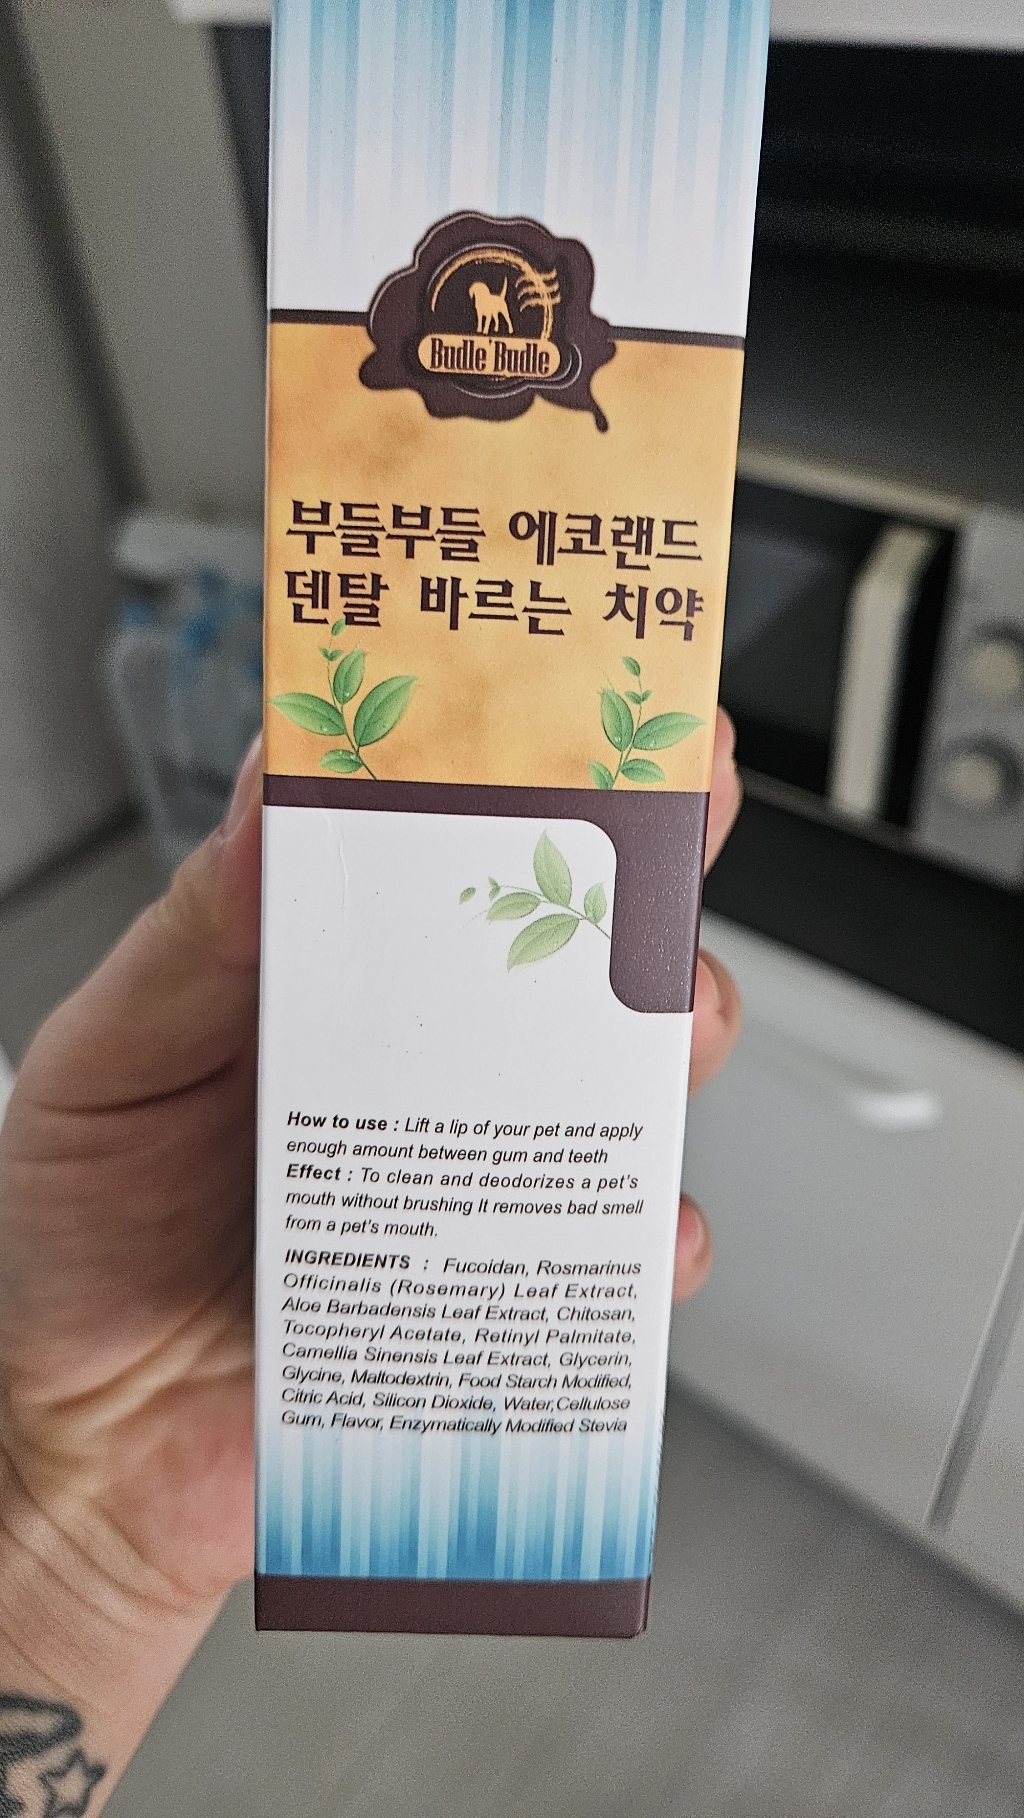 Budle'Budle
부들부들 에코랜드
덴탈 바르는 치약
How to use : Lift a lip of your pet and apply
enough amount between gum and teeth
Effect : To clean and deodorizes a pet's
mouth without brushing It removes bad smell
from a pet's mouth.
INGREDIENTS : Fucoidan, Rosmarinus
Officinalis (Rosemary) Leaf Extract,
Aloe Barbadensis Leaf Extract, Chitosan,
Tocopheryl Acetate, Retinyl Palmitate,
Camellia Sinensis Leaf Extract, Glycerin,
Glycine, Maltodextrin, Food Starch Modified,
Citric Acid, Silicon Dioxide, Water,Cellulose
Gum, Flavor, Enzymatically Modified Stevia